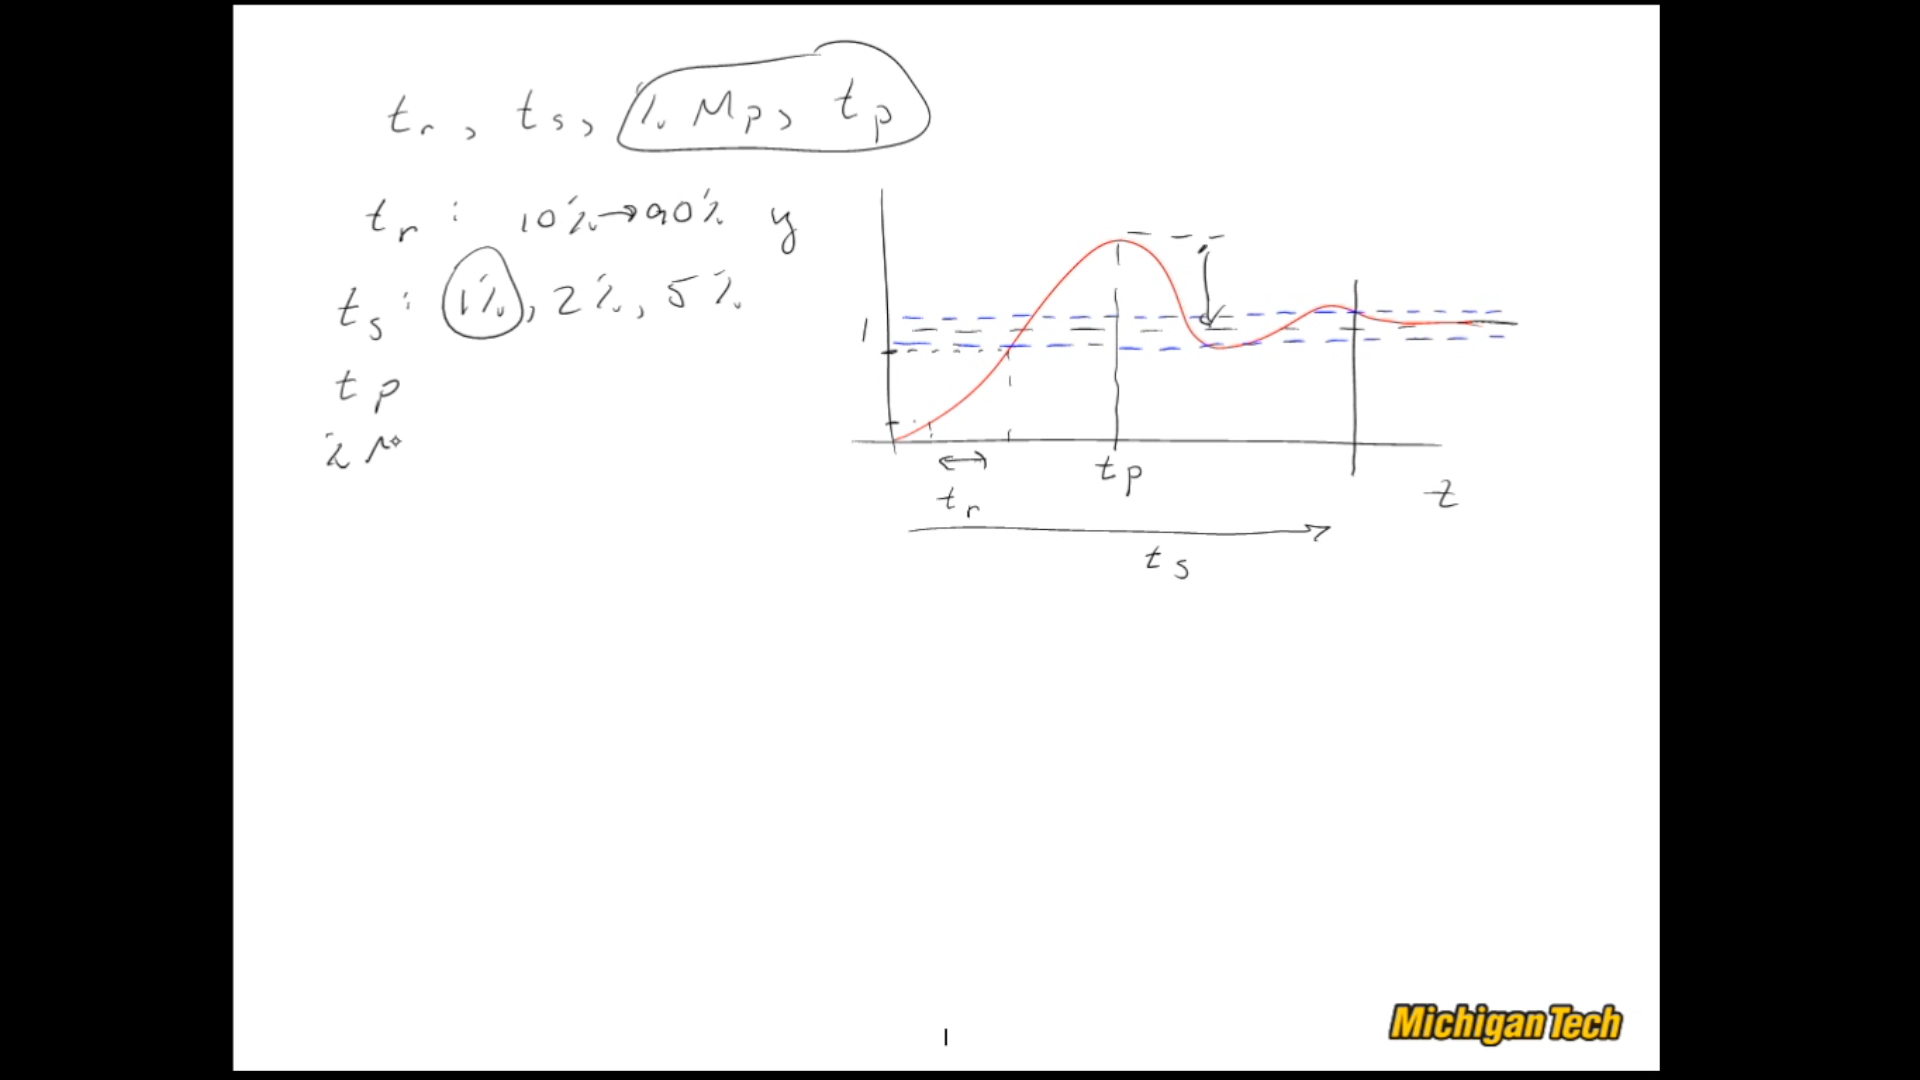 tr, ts, % Mp, tp
tr : 10% → 90% y
ts : 1%, 2%, 5%
tp
% M
1
tr
tp
t
ts
1
Michigan Tech